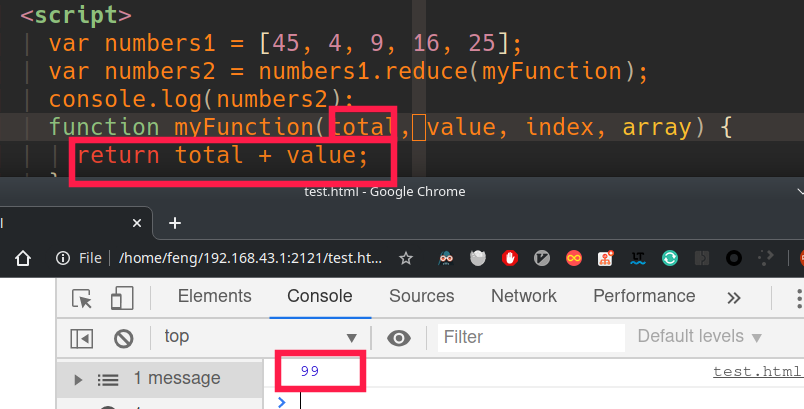 <script>
var numbers1 = [45, 4, 9, 16, 25];
var numbers2 = numbers1.reduce(myFunction);
console.log(numbers2);
function myFunction(total, value, index, array) {
return total + value;
}
test.html - Google Chrome
File /home/feng/192.168.43.1:2121/test.ht...
Elements Console Sources Network Performance
top Filter Default levels
1 message
99 test.html